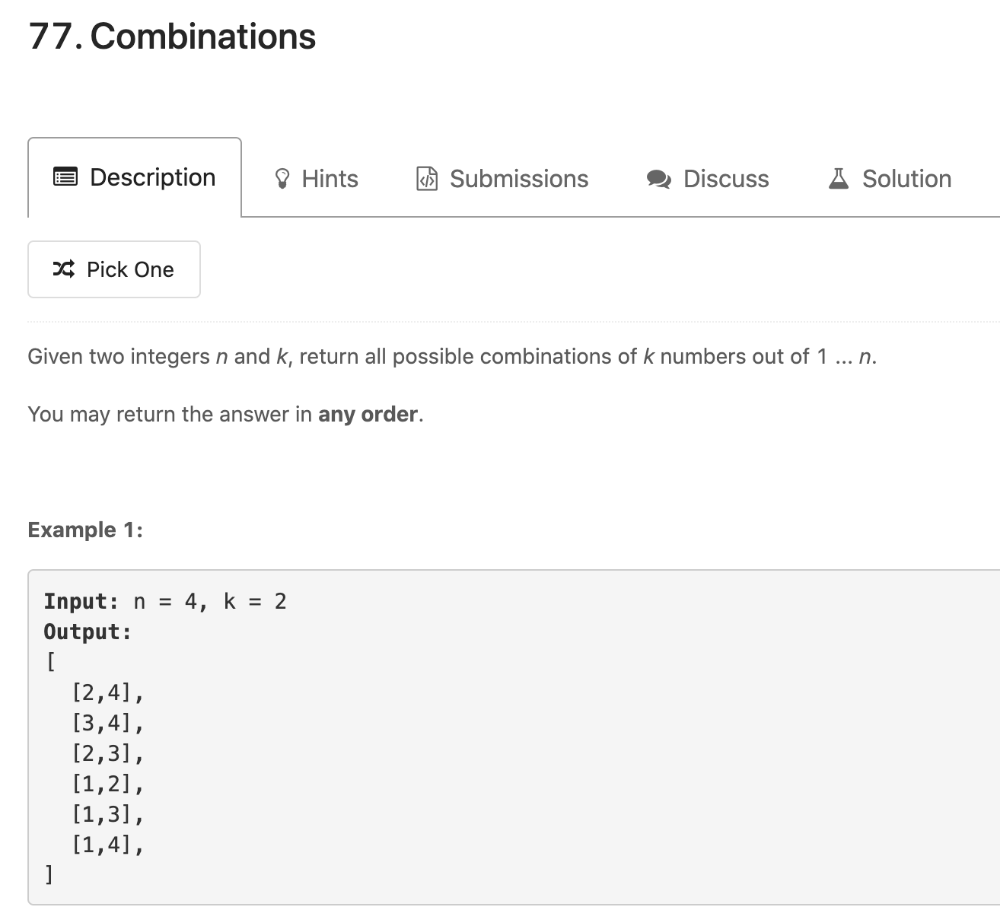 77. Combinations
Description Hints Submissions Discuss Solution
Pick One
Given two integers n and k, return all possible combinations of k numbers out of 1 ... n.
You may return the answer in any order.
Example 1:
Input: n = 4, k = 2
Output:
[
  [2,4],
  [3,4],
  [2,3],
  [1,2],
  [1,3],
  [1,4],
]